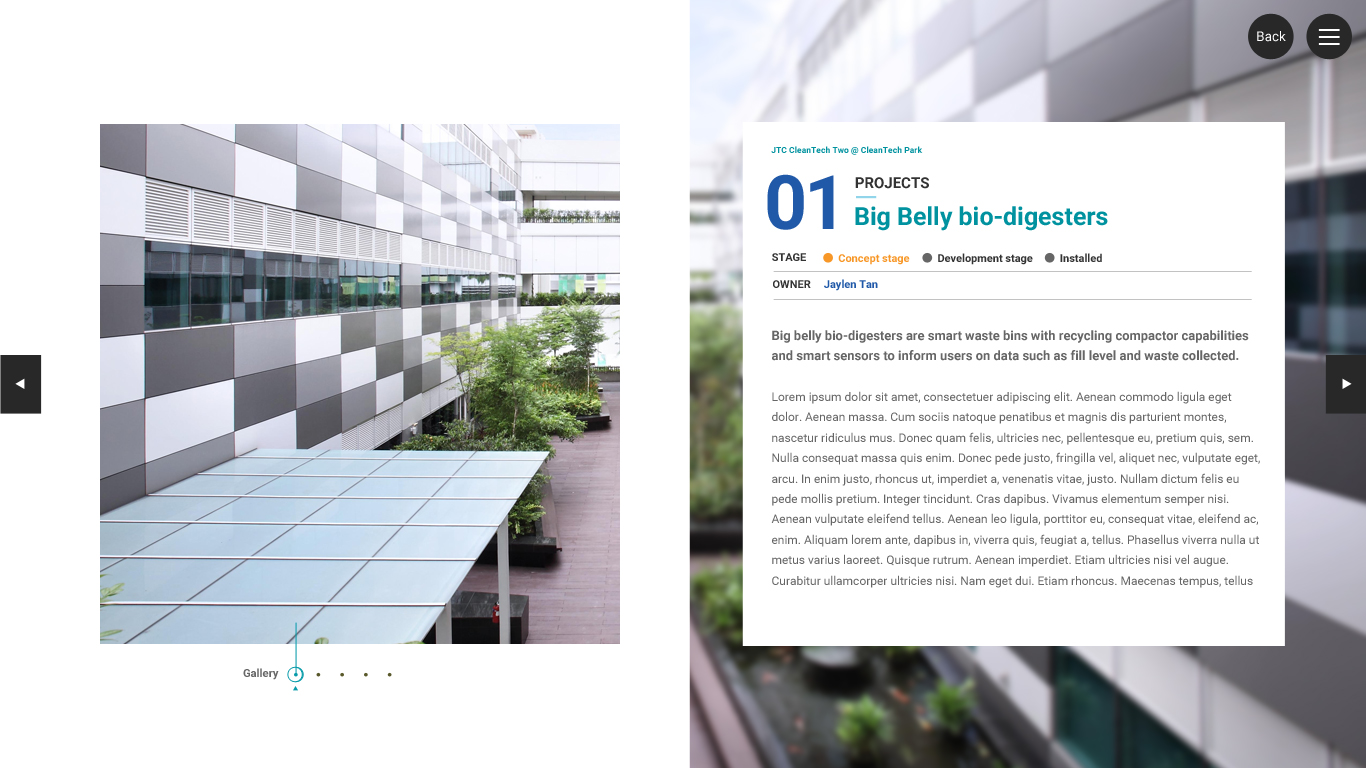 Back
JTC CleanTech Two @ CleanTech Park
01
PROJECTS
Big Belly bio-digesters
STAGE Concept stage Development stage Installed
OWNER Jaylen Tan
Big belly bio-digesters are smart waste bins with recycling compactor capabilities
and smart sensors to inform users on data such as fill level and waste collected.
Lorem ipsum dolor sit amet, consectetuer adipiscing elit. Aenean commodo ligula eget
dolor. Aenean massa. Cum sociis natoque penatibus et magnis dis parturient montes,
nascetur ridiculus mus. Donec quam felis, ultricies nec, pellentesque eu, pretium quis, sem.
Nulla consequat massa quis enim. Donec pede justo, fringilla vel, aliquet nec, vulputate eget,
arcu. In enim justo, rhoncus ut, imperdiet a, venenatis vitae, justo. Nullam dictum felis eu
pede mollis pretium. Integer tincidunt. Cras dapibus. Vivamus elementum semper nisi.
Aenean vulputate eleifend tellus. Aenean leo ligula, porttitor eu, consequat vitae, eleifend ac,
enim. Aliquam lorem ante, dapibus in, viverra quis, feugiat a, tellus. Phasellus viverra nulla ut
metus varius laoreet. Quisque rutrum. Aenean imperdiet. Etiam ultricies nisi vel augue.
Curabitur ullamcorper ultricies nisi. Nam eget dui. Etiam rhoncus. Maecenas tempus, tellus
Gallery